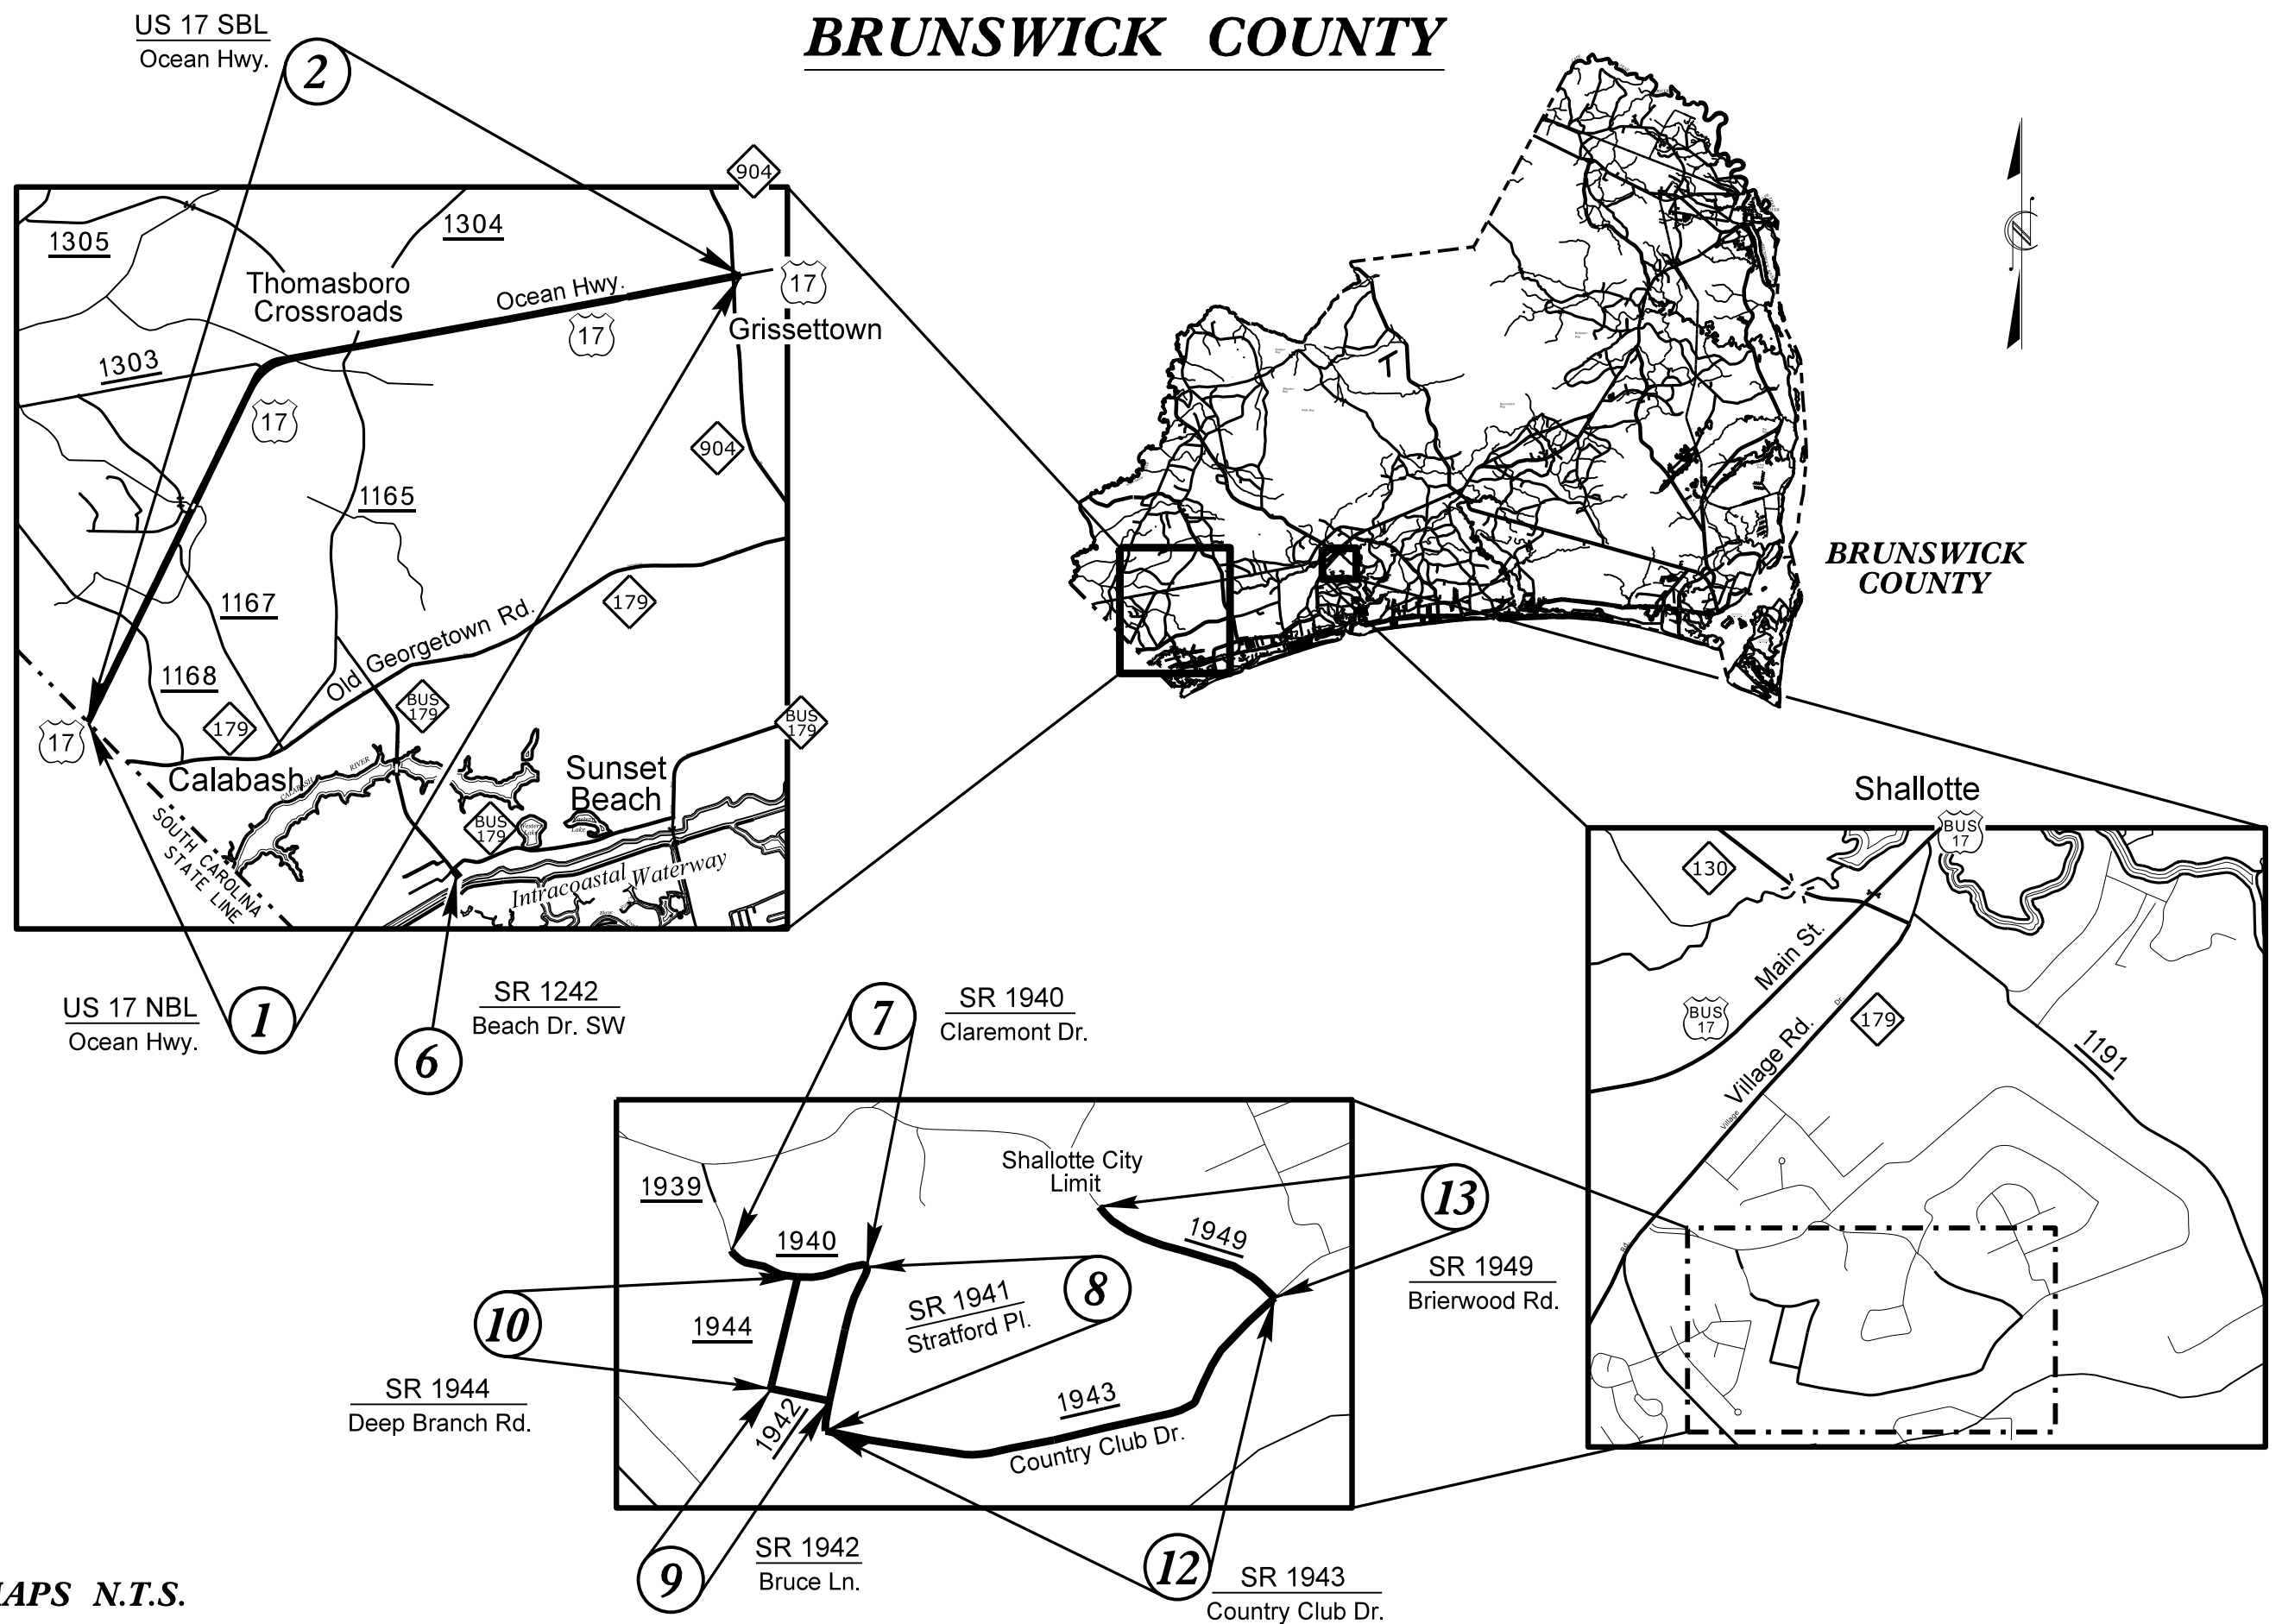 BRUNSWICK COUNTY
US 17 SBL
Ocean Hwy.
2
904
1305
1304
Thomasboro
Crossroads
Ocean Hwy.
17
17
Grissettown
1303
17
904
1165
1167
179
Old Georgetown Rd.
1168
BUS
179
179
BUS
179
17
Calabash
CALABASH RIVER
Sunset
Beach
BUS
179
Intracoastal Waterway
SOUTH CAROLINA
STATE LINE
BRUNSWICK
COUNTY
N
US 17 NBL
Ocean Hwy.
1
6
SR 1242
Beach Dr. SW
7
SR 1940
Claremont Dr.
Shallotte
BUS
17
130
Main St.
BUS
17
Village Rd.
179
1191
Village
Rd.
Dr.
Shallotte City
Limit
13
1939
1940
1949
SR 1949
Brierwood Rd.
8
SR 1941
Stratford Pl.
10
1944
SR 1944
Deep Branch Rd.
1942
1943
Country Club Dr.
9
SR 1942
Bruce Ln.
12
SR 1943
Country Club Dr.
APS N.T.S.